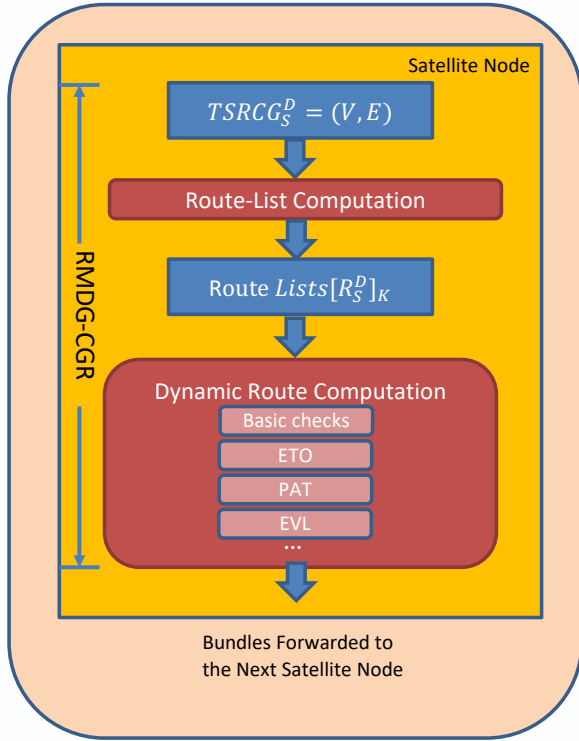 Satellite Node
$TSRCG_S^D = (V, E)$
Route-List Computation
RMDG-CGR
Route $Lists[R_S^D]_K$
Dynamic Route Computation
Basic checks
ETO
PAT
EVL
...
Bundles Forwarded to
the Next Satellite Node